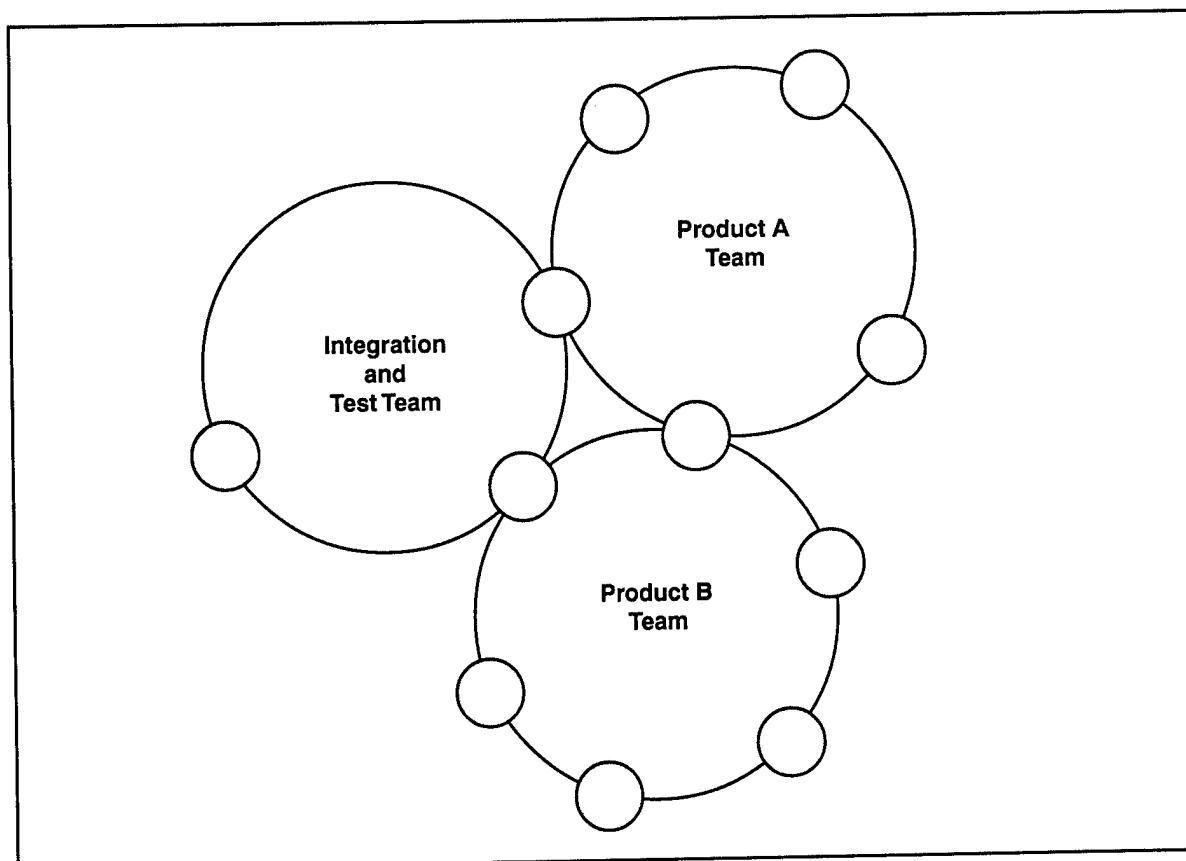 Product A
Team
Integration
and
Test Team
Product B
Team